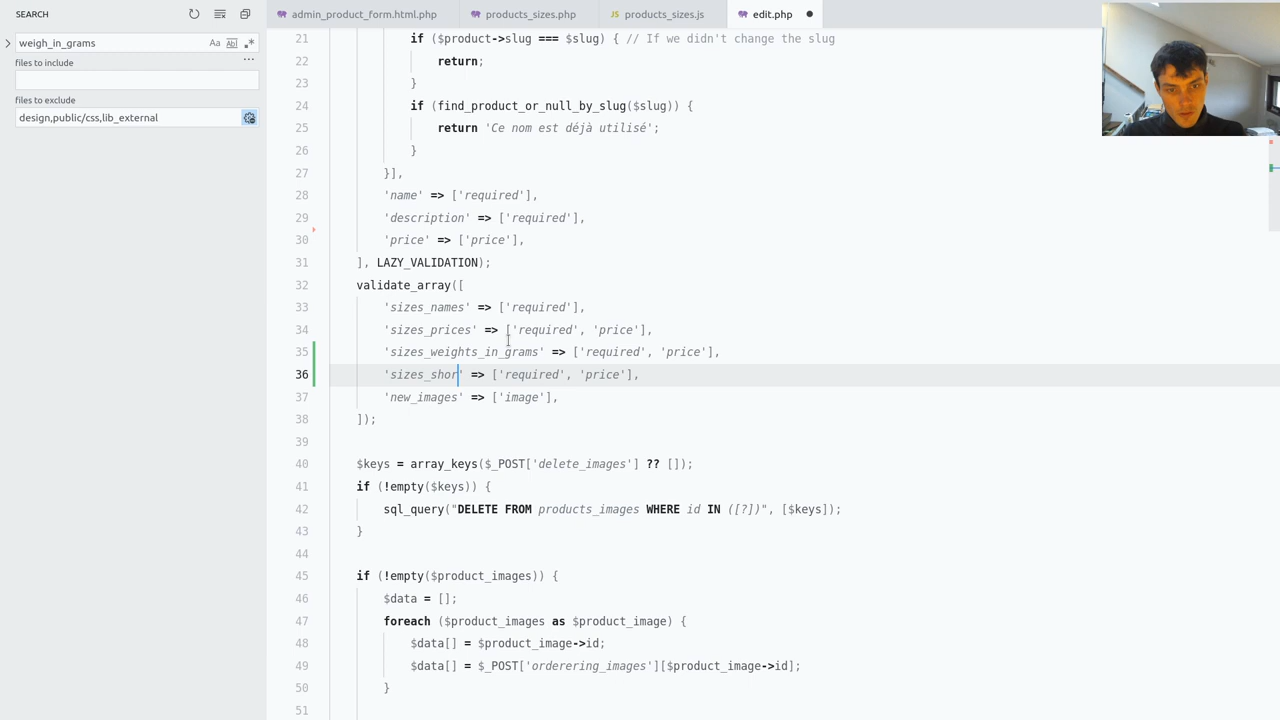 SEARCH
weigh_in_grams
Aa
Ab
files to include
files to exclude
design,public/css,lib_external
admin_product_form.html.php
products_sizes.php
JS products_sizes.js
edit.php
21 if ($product->slug === $slug) { // If we didn't change the slug
22 return;
23 }
24 if (find_product_or_null_by_slug($slug)) {
25 return 'Ce nom est déjà utilisé';
26 }
27 }],
28 'name' => ['required'],
29 'description' => ['required'],
30 'price' => ['price'],
31 ], LAZY_VALIDATION);
32 validate_array([
33 'sizes_names' => ['required'],
34 'sizes_prices' => ['required', 'price'],
35 'sizes_weights_in_grams' => ['required', 'price'],
36 'sizes_shor' => ['required', 'price'],
37 'new_images' => ['image'],
38 ]);
39
40 $keys = array_keys($_POST['delete_images'] ?? []);
41 if (!empty($keys)) {
42 sql_query("DELETE FROM products_images WHERE id IN ([?])", [$keys]);
43 }
44
45 if (!empty($product_images)) {
46 $data = [];
47 foreach ($product_images as $product_image) {
48 $data[] = $product_image->id;
49 $data[] = $_POST['orderering_images'][$product_image->id];
50 }
51